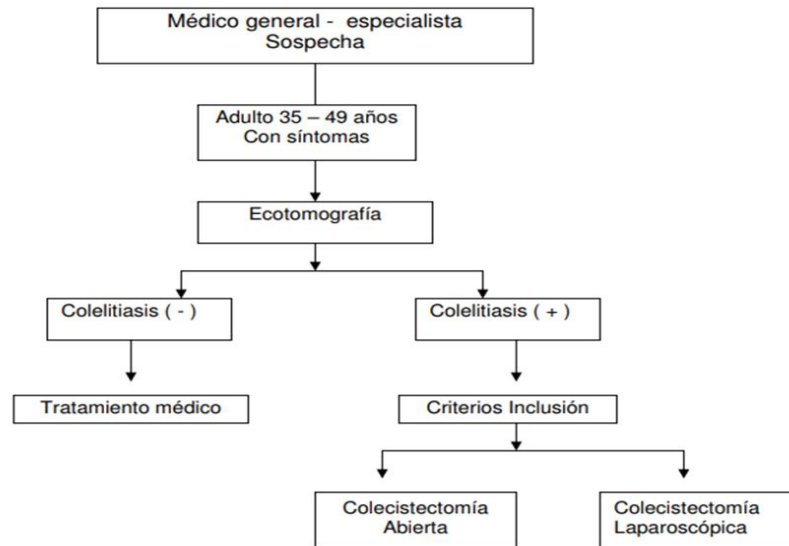 Médico general - especialista
Sospecha
Adulto 35 – 49 años
Con síntomas
Ecotomografía
Colelitiasis ( - )
Colelitiasis ( + )
Tratamiento médico
Criterios Inclusión
Colecistectomía
Abierta
Colecistectomía
Laparoscópica